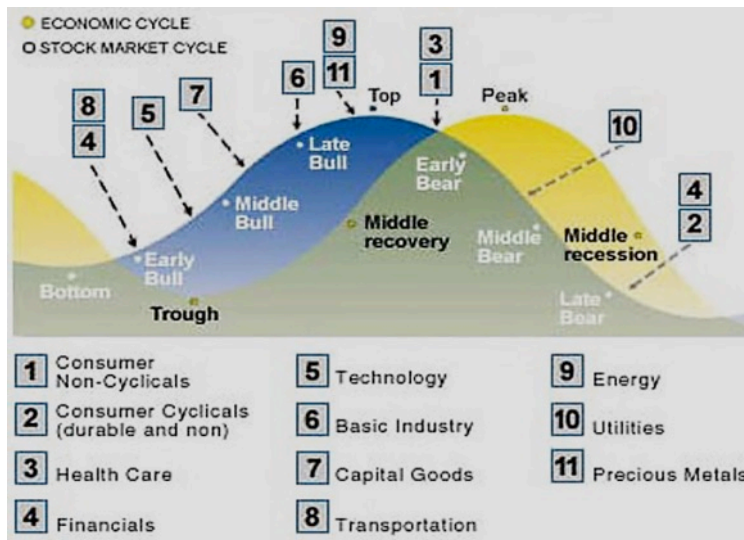 ECONOMIC CYCLE
STOCK MARKET CYCLE
9
3
11
1
6
8
7
4
5
Top
Peak
10
4
2
Late
Bull
Early
Bear
Middle
Bull
Middle
recovery
Middle
Bear
Middle
recession
Early
Bull
Bottom
Trough
Late
Bear
1 Consumer
Non-Cyclicals
2 Consumer Cyclicals
(durable and non)
3 Health Care
4 Financials
5 Technology
6 Basic Industry
7 Capital Goods
8 Transportation
9 Energy
10 Utilities
11 Precious Metals